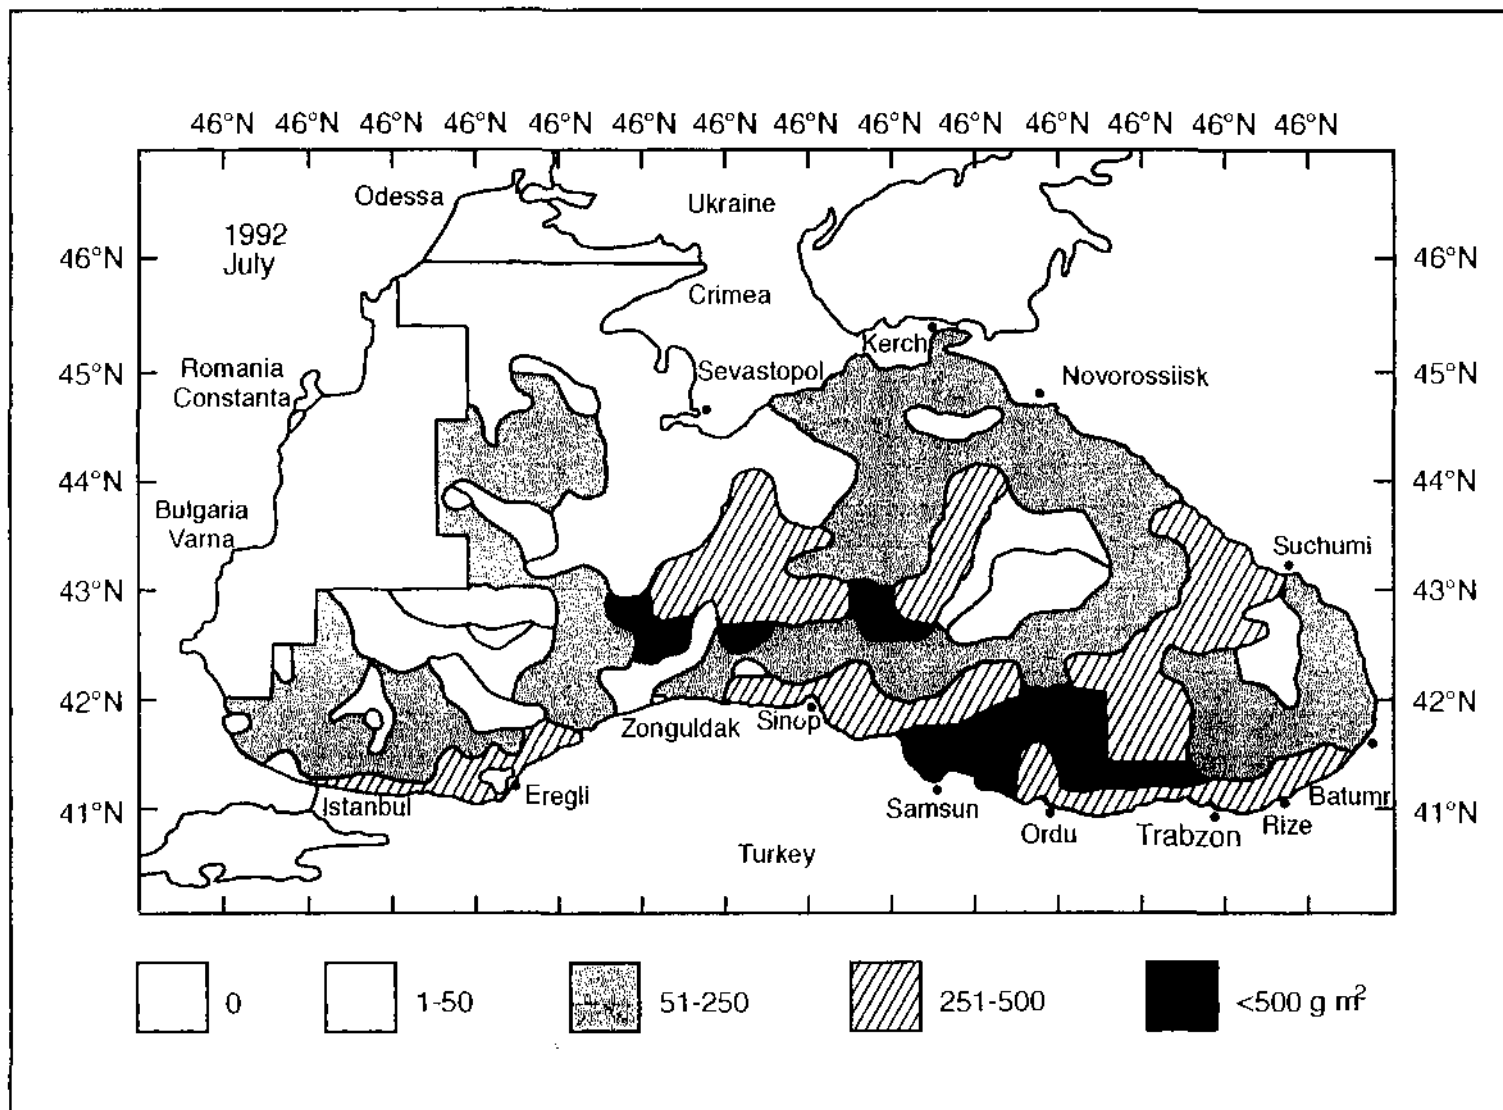 46°N 46°N 46°N 46°N 46°N 46°N 46°N 46°N 46°N 46°N 46°N 46°N 46°N 46°N
Odessa
Ukraine
1992
July
46°N
46°N
Crimea
Kerch
Romania
Constanta
45°N
Sevastopol
Novorossiisk
45°N
44°N
44°N
Bulgaria
Varna
Suchumi
43°N
43°N
42°N
Zonguldak
Sinop
42°N
41°N
Istanbul
Eregli
Samsun
Ordu
Trabzon
Rize
Batumr
41°N
Turkey
0
1-50
51-250
251-500
<500 g m²